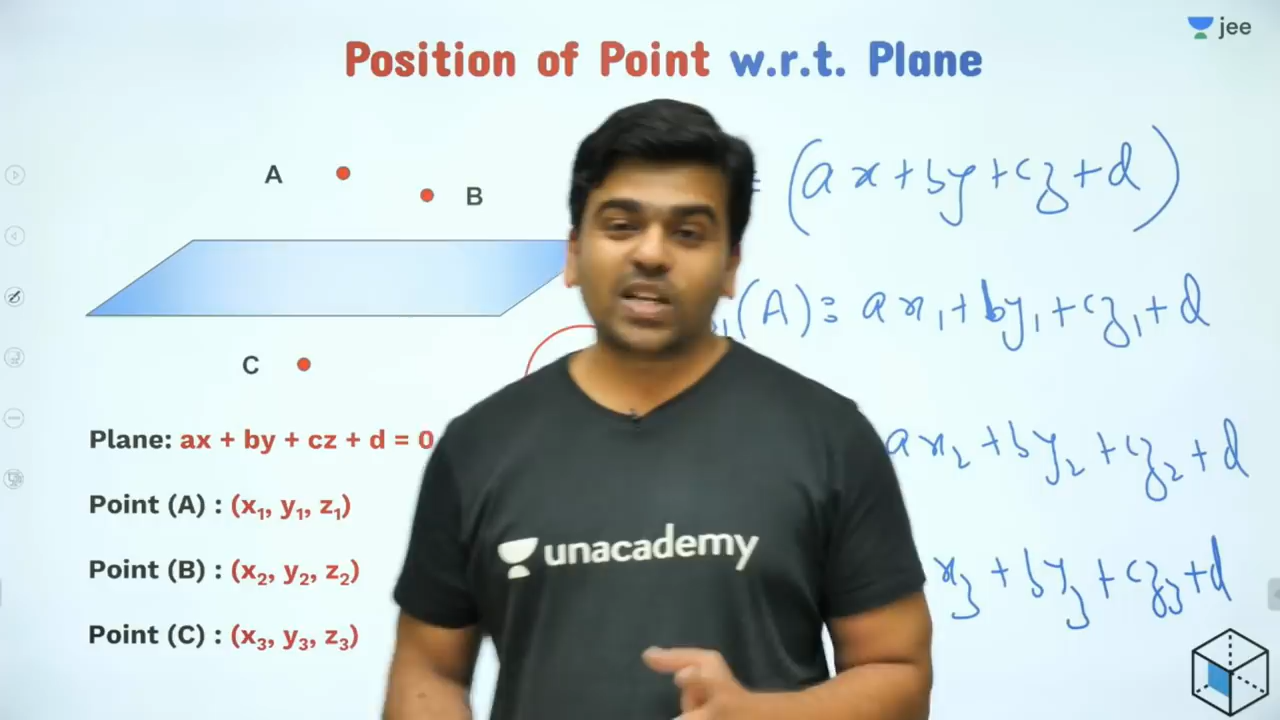 jee
Position of Point w.r.t. Plane
A
B
= (ax + by + cz + d)
(A) : ax₁ + by₁ + cz₁ + d
C
Plane: ax + by + cz + d = 0
ax₂ + by₂ + cz₂ + d
Point (A) : (x₁, y₁, z₁)
unacademy
Point (B) : (x₂, y₂, z₂)
x₃ + by₃ + cz₃ + d
Point (C) : (x₃, y₃, z₃)